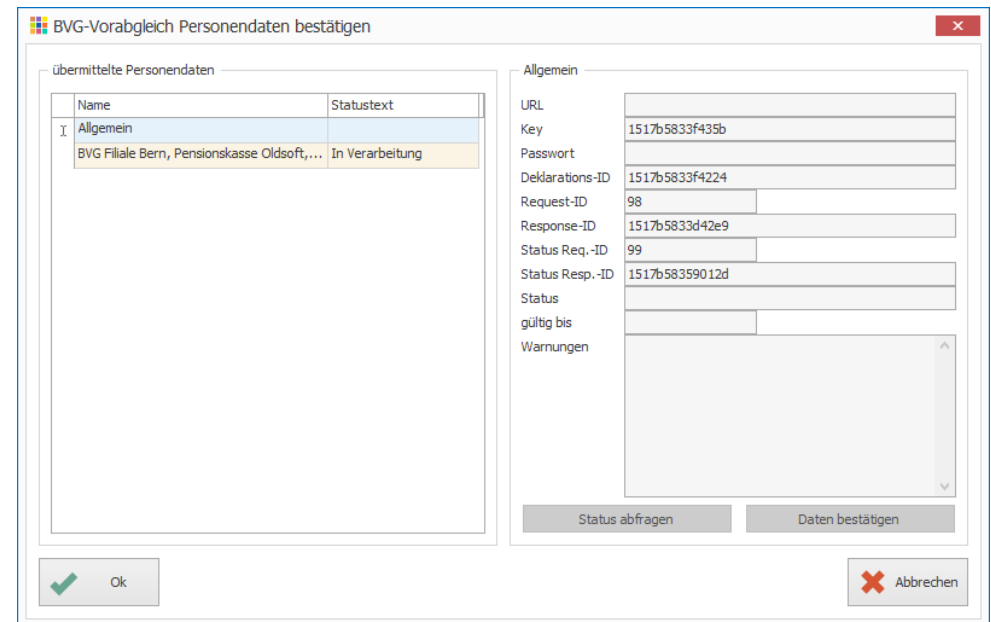 BVG-Vorabgleich Personendaten bestätigen
übermittelte Personendaten
Name Statustext
Allgemein
BVG Filiale Bern, Pensionskasse Oldsoft,... In Verarbeitung
Allgemein
URL
Key 1517b5833f435b
Passwort
Deklarations-ID 1517b5833f4224
Request-ID 98
Response-ID 1517b5833d42e9
Status Req.-ID 99
Status Resp.-ID 1517b58359012d
Status
gültig bis
Warnungen
Status abfragen Daten bestätigen
Ok Abbrechen